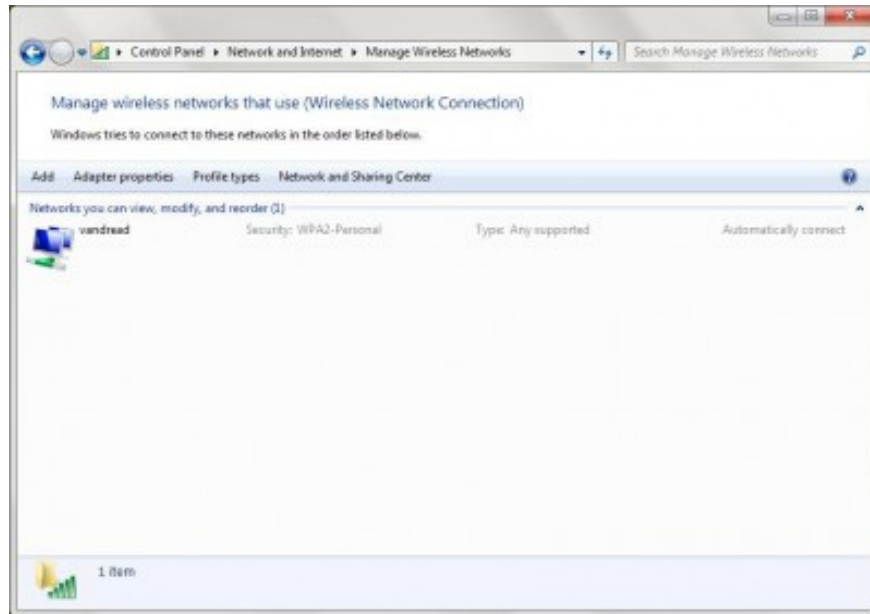 Control Panel ▸ Network and Internet ▸ Manage Wireless Networks
Search Manage Wireless Networks
Manage wireless networks that use (Wireless Network Connection)
Windows tries to connect to these networks in the order listed below.
Add Adapter properties Profile types Network and Sharing Center
Networks you can view, modify, and reorder (1)
vandread Security: WPA2-Personal Type: Any supported Automatically connect
1 item